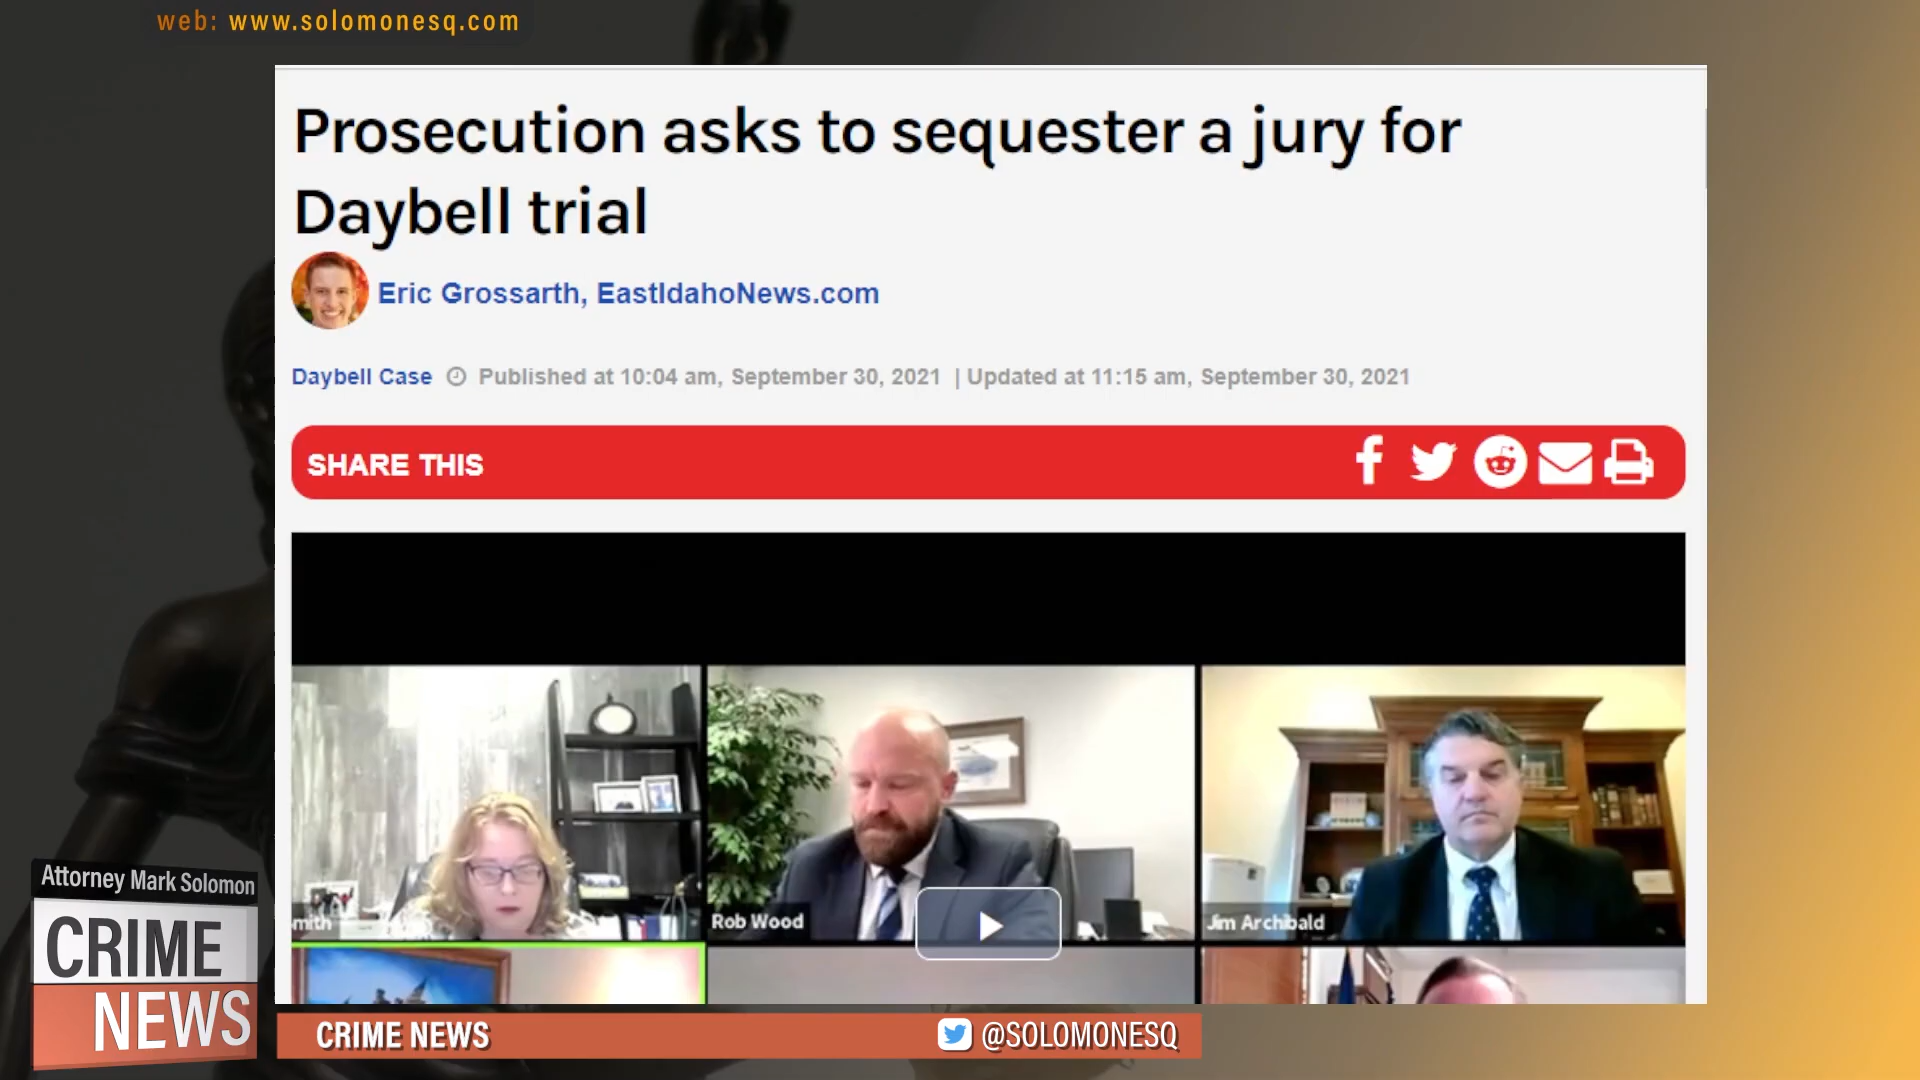 web: www.solomonesq.com
Prosecution asks to sequester a jury for
Daybell trial
Eric Grossarth, EastIdahoNews.com
Daybell Case Published at 10:04 am, September 30, 2021 | Updated at 11:15 am, September 30, 2021
SHARE THIS
mith
Rob Wood
Jim Archibald
Attorney Mark Solomon
CRIME
NEWS
CRIME NEWS
@SOLOMONESQ